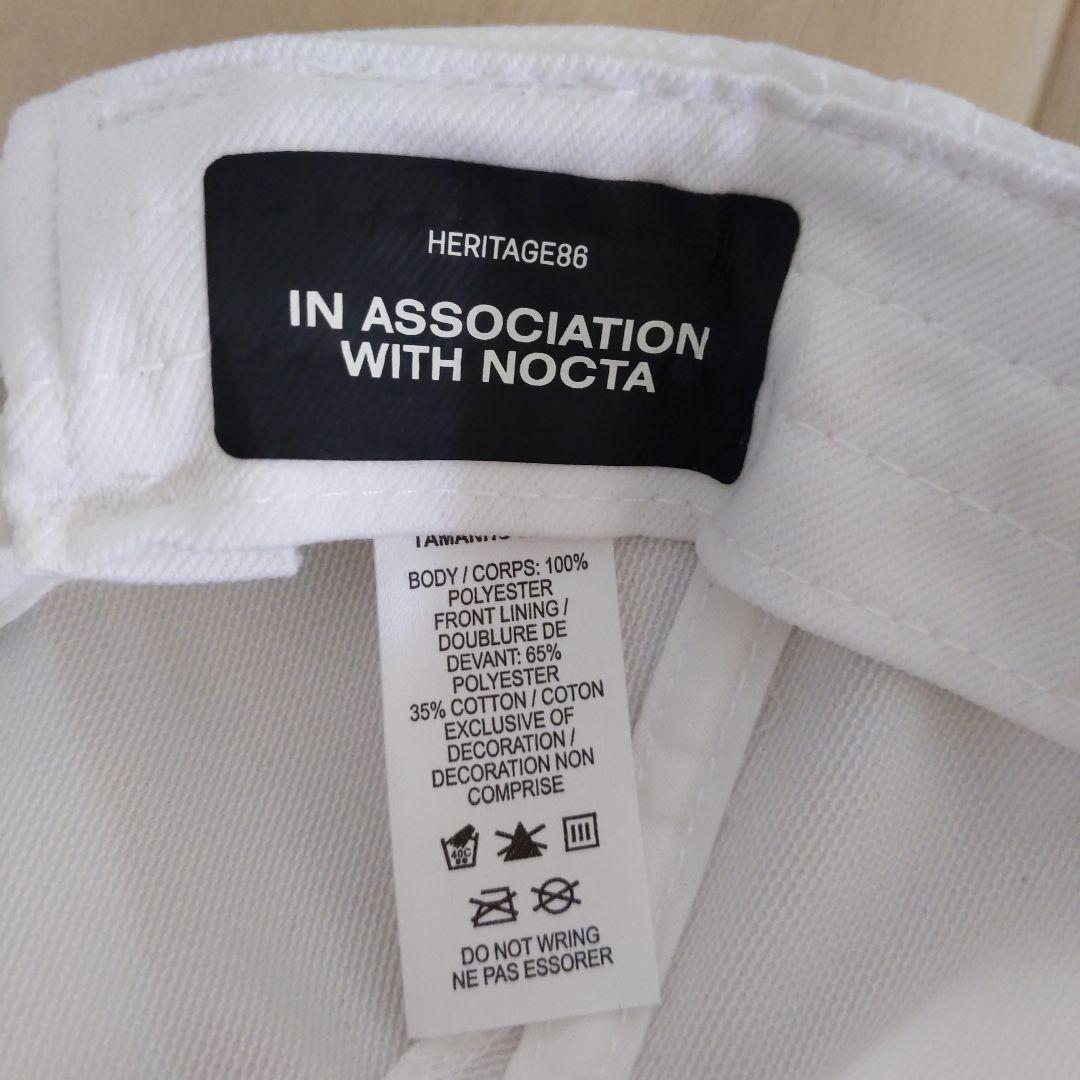 HERITAGE86
IN ASSOCIATION
WITH NOCTA
BODY / CORPS: 100%
POLYESTER
FRONT LINING /
DOUBLURE DE
DEVANT: 65%
POLYESTER
35% COTTON / COTON
EXCLUSIVE OF
DECORATION /
DECORATION NON
COMPRISE
40C
DO NOT WRING
NE PAS ESSORER